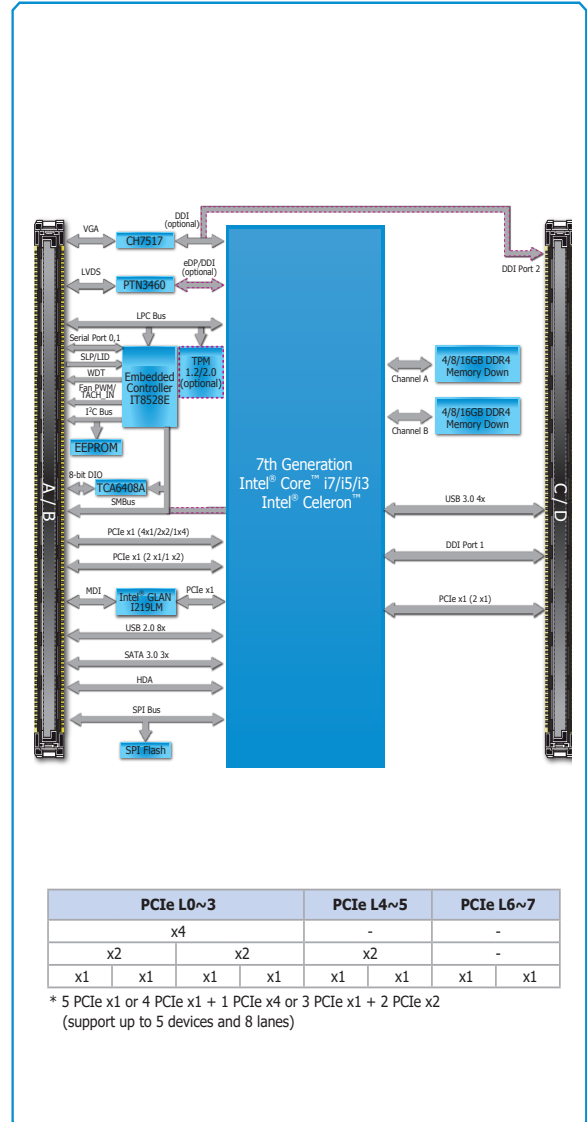 VGA
CH7517
DDI
(optional)
DDI Port 2
LVDS
PTN3460
eDP/DDI
(optional)
LPC Bus
Serial Port 0,1
SLP/LID
WDT
Fan PWM/
TACH_IN
I²C Bus
Embedded
Controller
IT8528E
TPM
1.2/2.0
(optional)
EEPROM
8-bit DIO
TCA6408A
SMBus
PCIe x1 (4x1/2x2/1x4)
PCIe x1 (2 x1/1 x2)
MDI
Intel® GLAN
I219LM
PCIe x1
USB 2.0 8x
SATA 3.0 3x
HDA
SPI Bus
SPI Flash
A / B
7th Generation
Intel® Core™ i7/i5/i3
Intel® Celeron™
Channel A
4/8/16GB DDR4
Memory Down
Channel B
4/8/16GB DDR4
Memory Down
USB 3.0 4x
DDI Port 1
PCIe x1 (2 x1)
C / D
PCIe L0~3 PCIe L4~5 PCIe L6~7
x4 - -
x2 x2 x2 -
x1 x1 x1 x1 x1 x1 x1 x1
* 5 PCIe x1 or 4 PCIe x1 + 1 PCIe x4 or 3 PCIe x1 + 2 PCIe x2
(support up to 5 devices and 8 lanes)